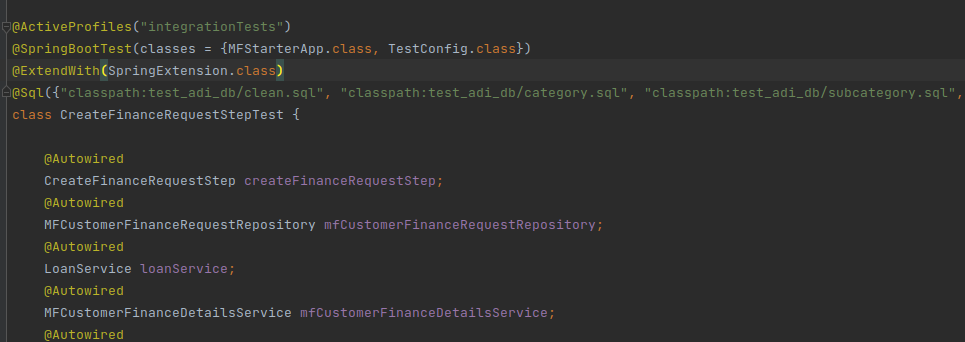 @ActiveProfiles("integrationTests")
@SpringBootTest(classes = {MFStarterApp.class, TestConfig.class})
@ExtendWith(SpringExtension.class)
@Sql({"classpath:test_adi_db/clean.sql", "classpath:test_adi_db/category.sql", "classpath:test_adi_db/subcategory.sql",
class CreateFinanceRequestStepTest {
@Autowired
CreateFinanceRequestStep createFinanceRequestStep;
@Autowired
MFCustomerFinanceRequestRepository mfCustomerFinanceRequestRepository;
@Autowired
LoanService loanService;
@Autowired
MFCustomerFinanceDetailsService mfCustomerFinanceDetailsService;
@Autowired